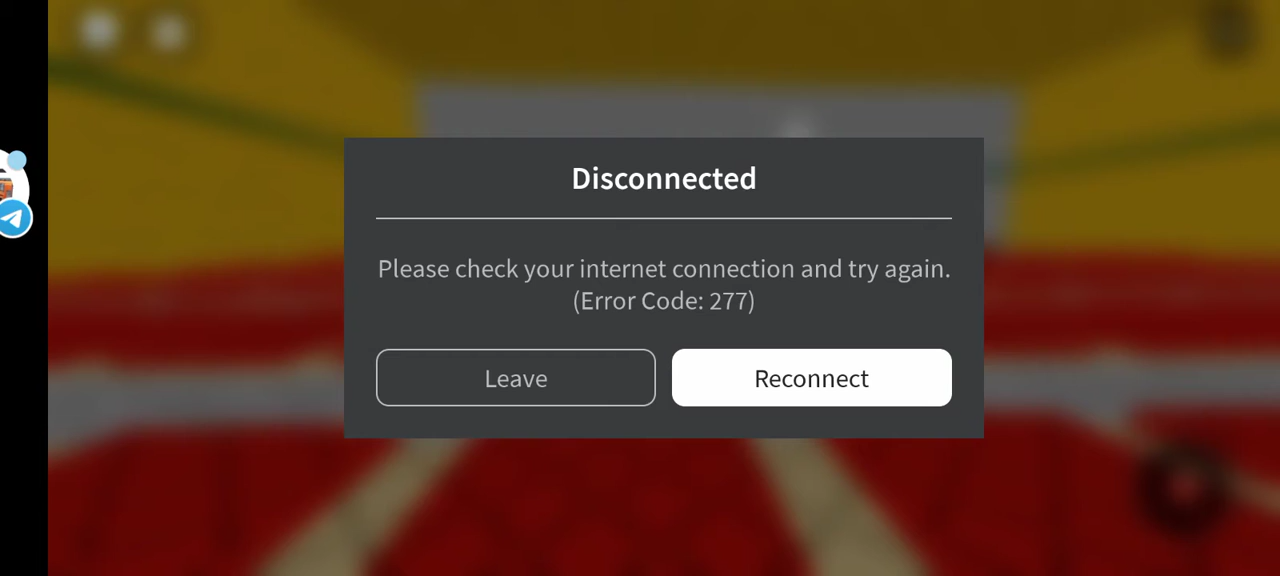 Disconnected
Please check your internet connection and try again.
(Error Code: 277)
Leave
Reconnect